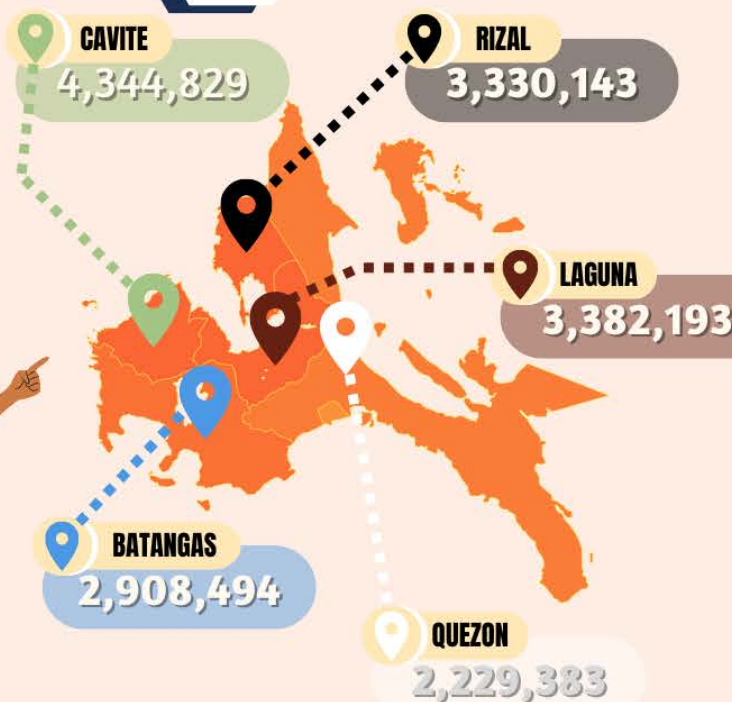 CAVITE
4,344,829
RIZAL
3,330,143
LAGUNA
3,382,193
BATANGAS
2,908,494
QUEZON
2,229,383